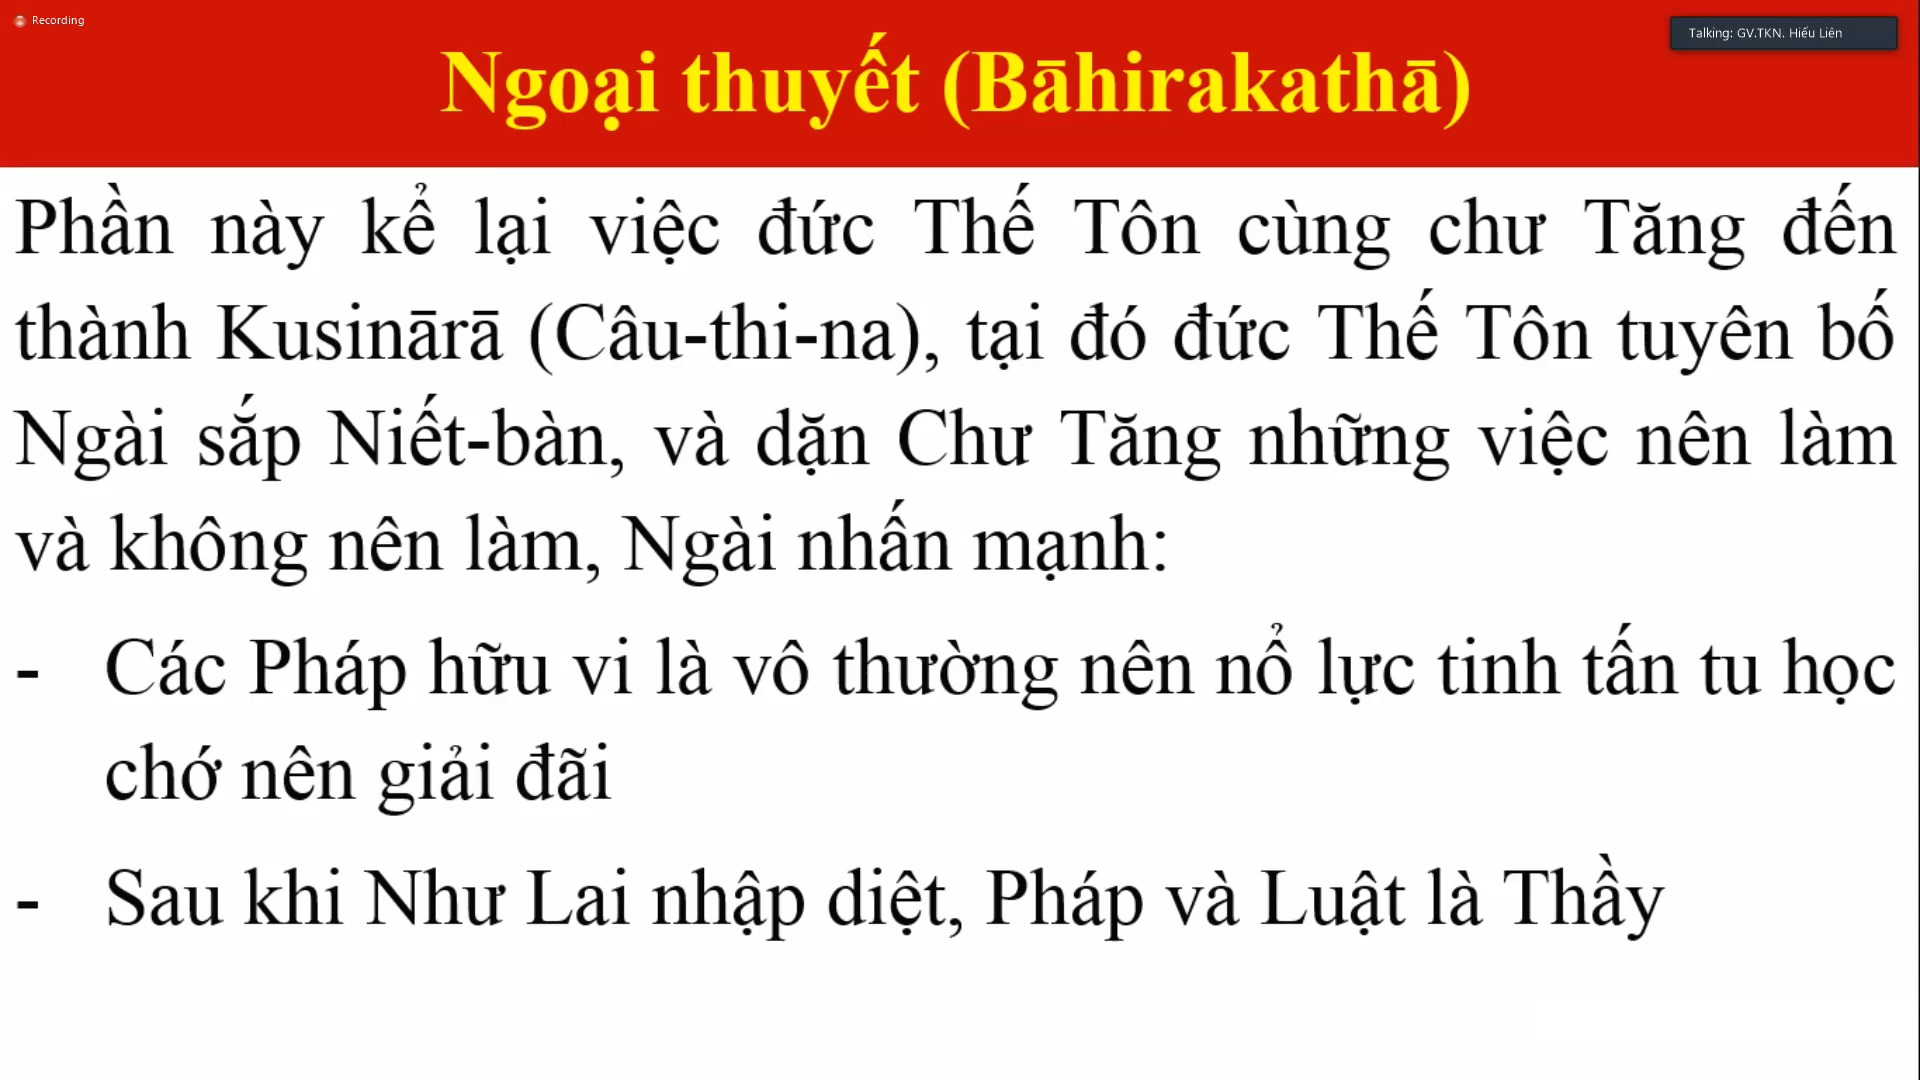 Recording
Talking: GV.TKN. Hiếu Liên
Ngoại thuyết (Bāhirakathā)
Phần này kể lại việc đức Thế Tôn cùng chư Tăng đến
thành Kusinārā (Câu-thi-na), tại đó đức Thế Tôn tuyên bố
Ngài sắp Niết-bàn, và dặn Chư Tăng những việc nên làm
và không nên làm, Ngài nhấn mạnh:
- Các Pháp hữu vi là vô thường nên nổ lực tinh tấn tu học
chớ nên giải đãi
- Sau khi Như Lai nhập diệt, Pháp và Luật là Thầy